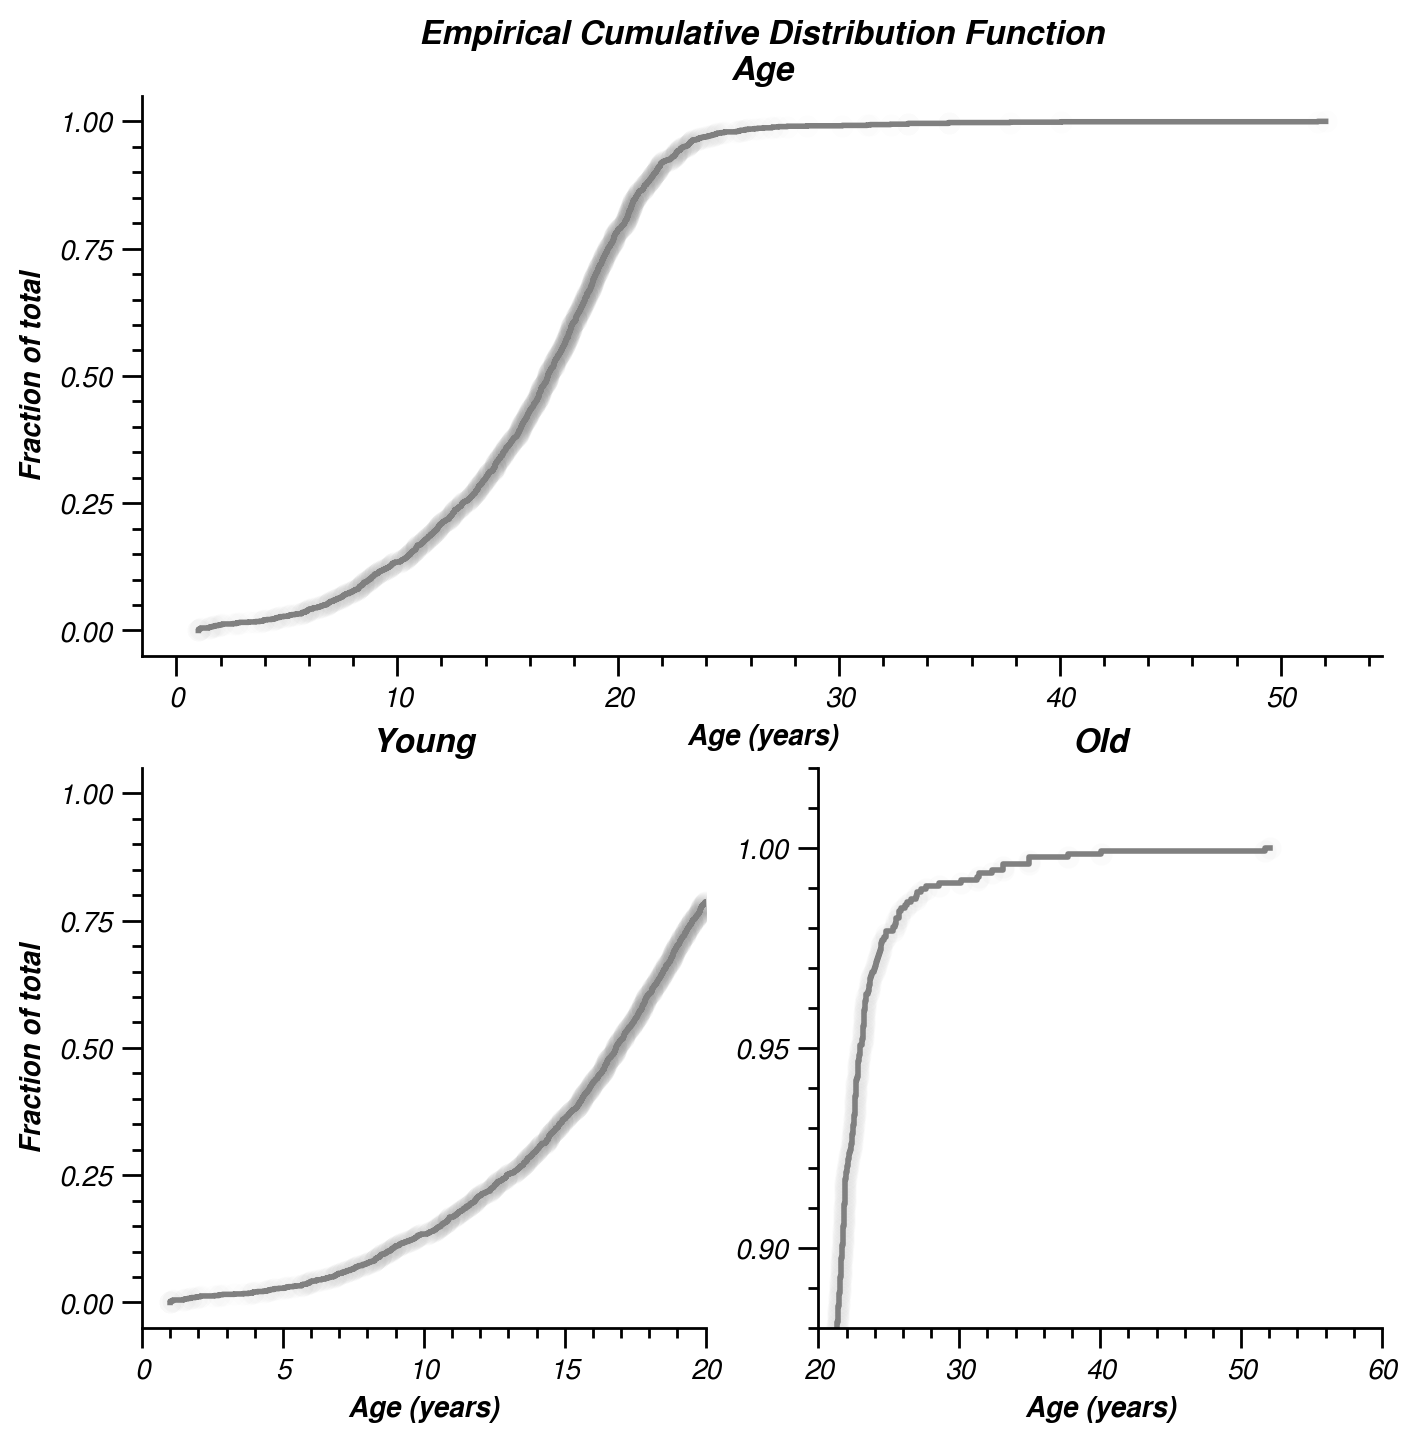 Empirical Cumulative Distribution Function
Age
1.00
0.75
0.50
0.25
0.00
Fraction of total
0 10 20 30 40 50
Age (years)
Young
1.00
0.75
0.50
0.25
0.00
Fraction of total
0 5 10 15 20
Age (years)
Old
1.00
0.95
0.90
20 30 40 50 60
Age (years)